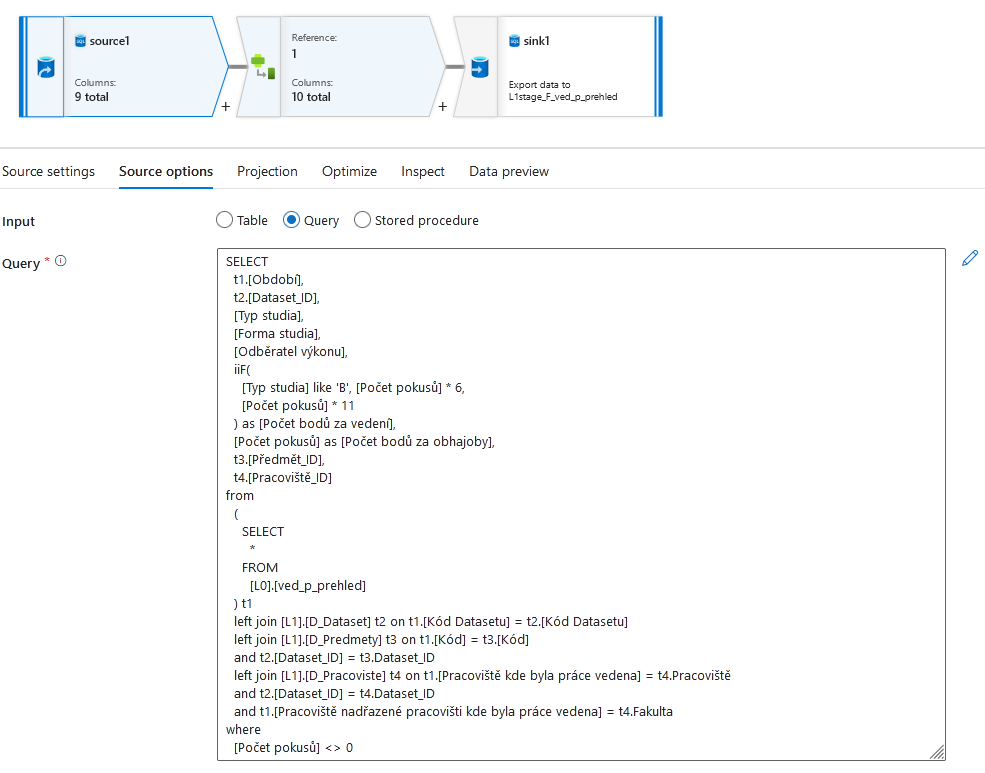 source1
Columns:
9 total
+
Reference:
1
Columns:
10 total
+
sink1
Export data to
L1stage_F_ved_p_prehled
Source settings
Source options
Projection
Optimize
Inspect
Data preview
Input
Table
Query
Stored procedure
Query *
SELECT
t1.[Období],
t2.[Dataset_ID],
[Typ studia],
[Forma studia],
[Odběratel výkonu],
iiF(
[Typ studia] like 'B', [Počet pokusů] * 6,
[Počet pokusů] * 11
) as [Počet bodů za vedení],
[Počet pokusů] as [Počet bodů za obhajoby],
t3.[Předmět_ID],
t4.[Pracoviště_ID]
from
(
SELECT
*
FROM
[L0].[ved_p_prehled]
) t1
left join [L1].[D_Dataset] t2 on t1.[Kód Datasetu] = t2.[Kód Datasetu]
left join [L1].[D_Predmety] t3 on t1.[Kód] = t3.[Kód]
and t2.[Dataset_ID] = t3.Dataset_ID
left join [L1].[D_Pracoviste] t4 on t1.[Pracoviště kde byla práce vedena] = t4.Pracoviště
and t2.[Dataset_ID] = t4.Dataset_ID
and t1.[Pracoviště nadřazené pracovišti kde byla práce vedena] = t4.Fakulta
where
[Počet pokusů] <> 0